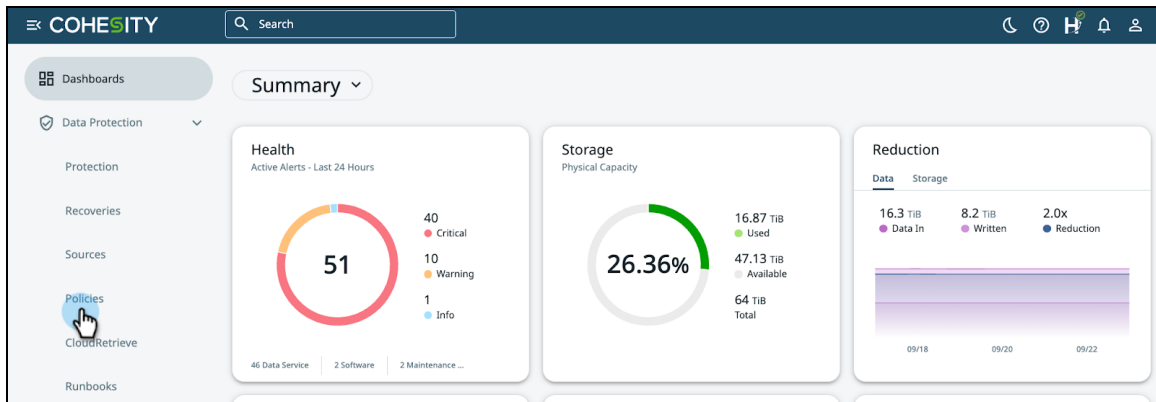 COHESITY
Search
Dashboards
Data Protection
Protection
Recoveries
Sources
Policies
CloudRetrieve
Runbooks
Summary
Health
Active Alerts - Last 24 Hours
51
40
Critical
10
Warning
1
Info
46 Data Service
2 Software
2 Maintenance ...
Storage
Physical Capacity
26.36%
16.87 TiB
Used
47.13 TiB
Available
64 TiB
Total
Reduction
Data Storage
16.3 TiB 8.2 TiB 2.0x
Data In Written Reduction
09/18 09/20 09/22